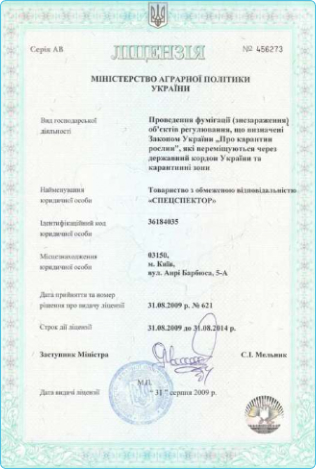 Серія АВ
ЛІЦЕНЗІЯ
№ 456273
МІНІСТЕРСТВО АГРАРНОЇ ПОЛІТИКИ
УКРАЇНИ
Вид господарської
діяльності
Проведення фумігації (знезараження)
об'єктів регулювання, що визначені
Законом України „Про карантин
рослин", які переміщуються через
державний кордон України та
карантинні зони
Найменування
юридичної особи
Товариство з обмеженою відповідальністю
«СПЕЦСПЕКТОР»
Ідентифікаційний код
юридичної особи
36184035
Місцезнаходження
юридичної особи
03150,
м. Київ,
вул. Анрі Барбюса, 5-А
Дата прийняття та номер
рішення про видачу ліцензії
31.08.2009 р. № 621
Строк дії ліцензії
31.08.2009 до 31.08.2014 р.
Заступник Міністра
С.І. Мельник
М.П.
Дата видачі ліцензії
" 31 " серпня 2009 р.